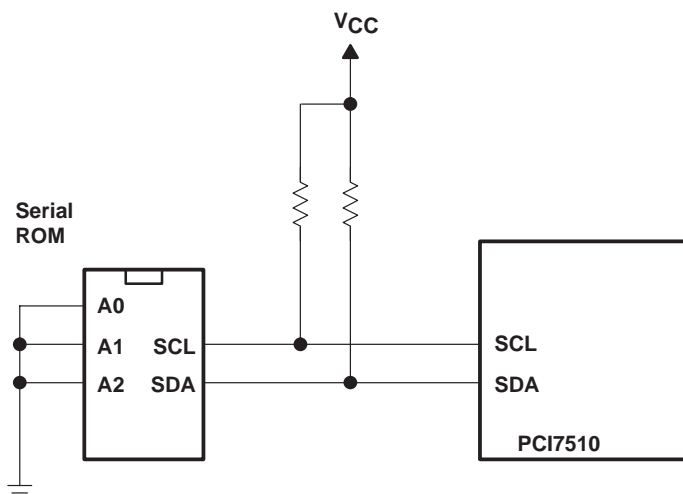 VCC
Serial
ROM
A0
A1 SCL
A2 SDA
SCL
SDA
PCI7510